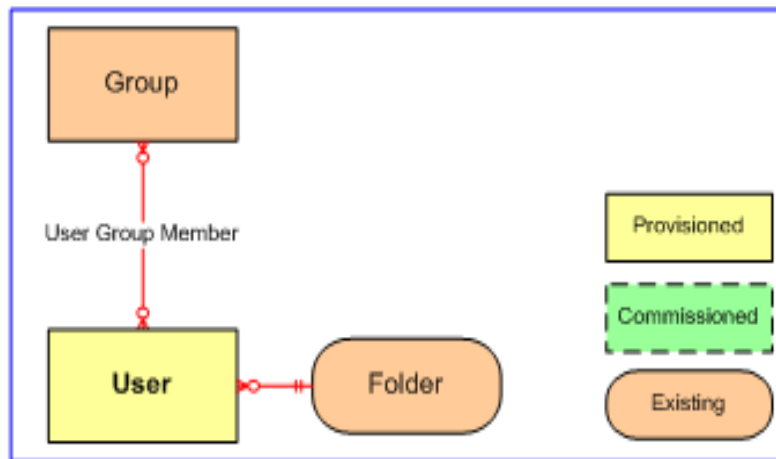 Group
User Group Member
User
Folder
Provisioned
Commissioned
Existing